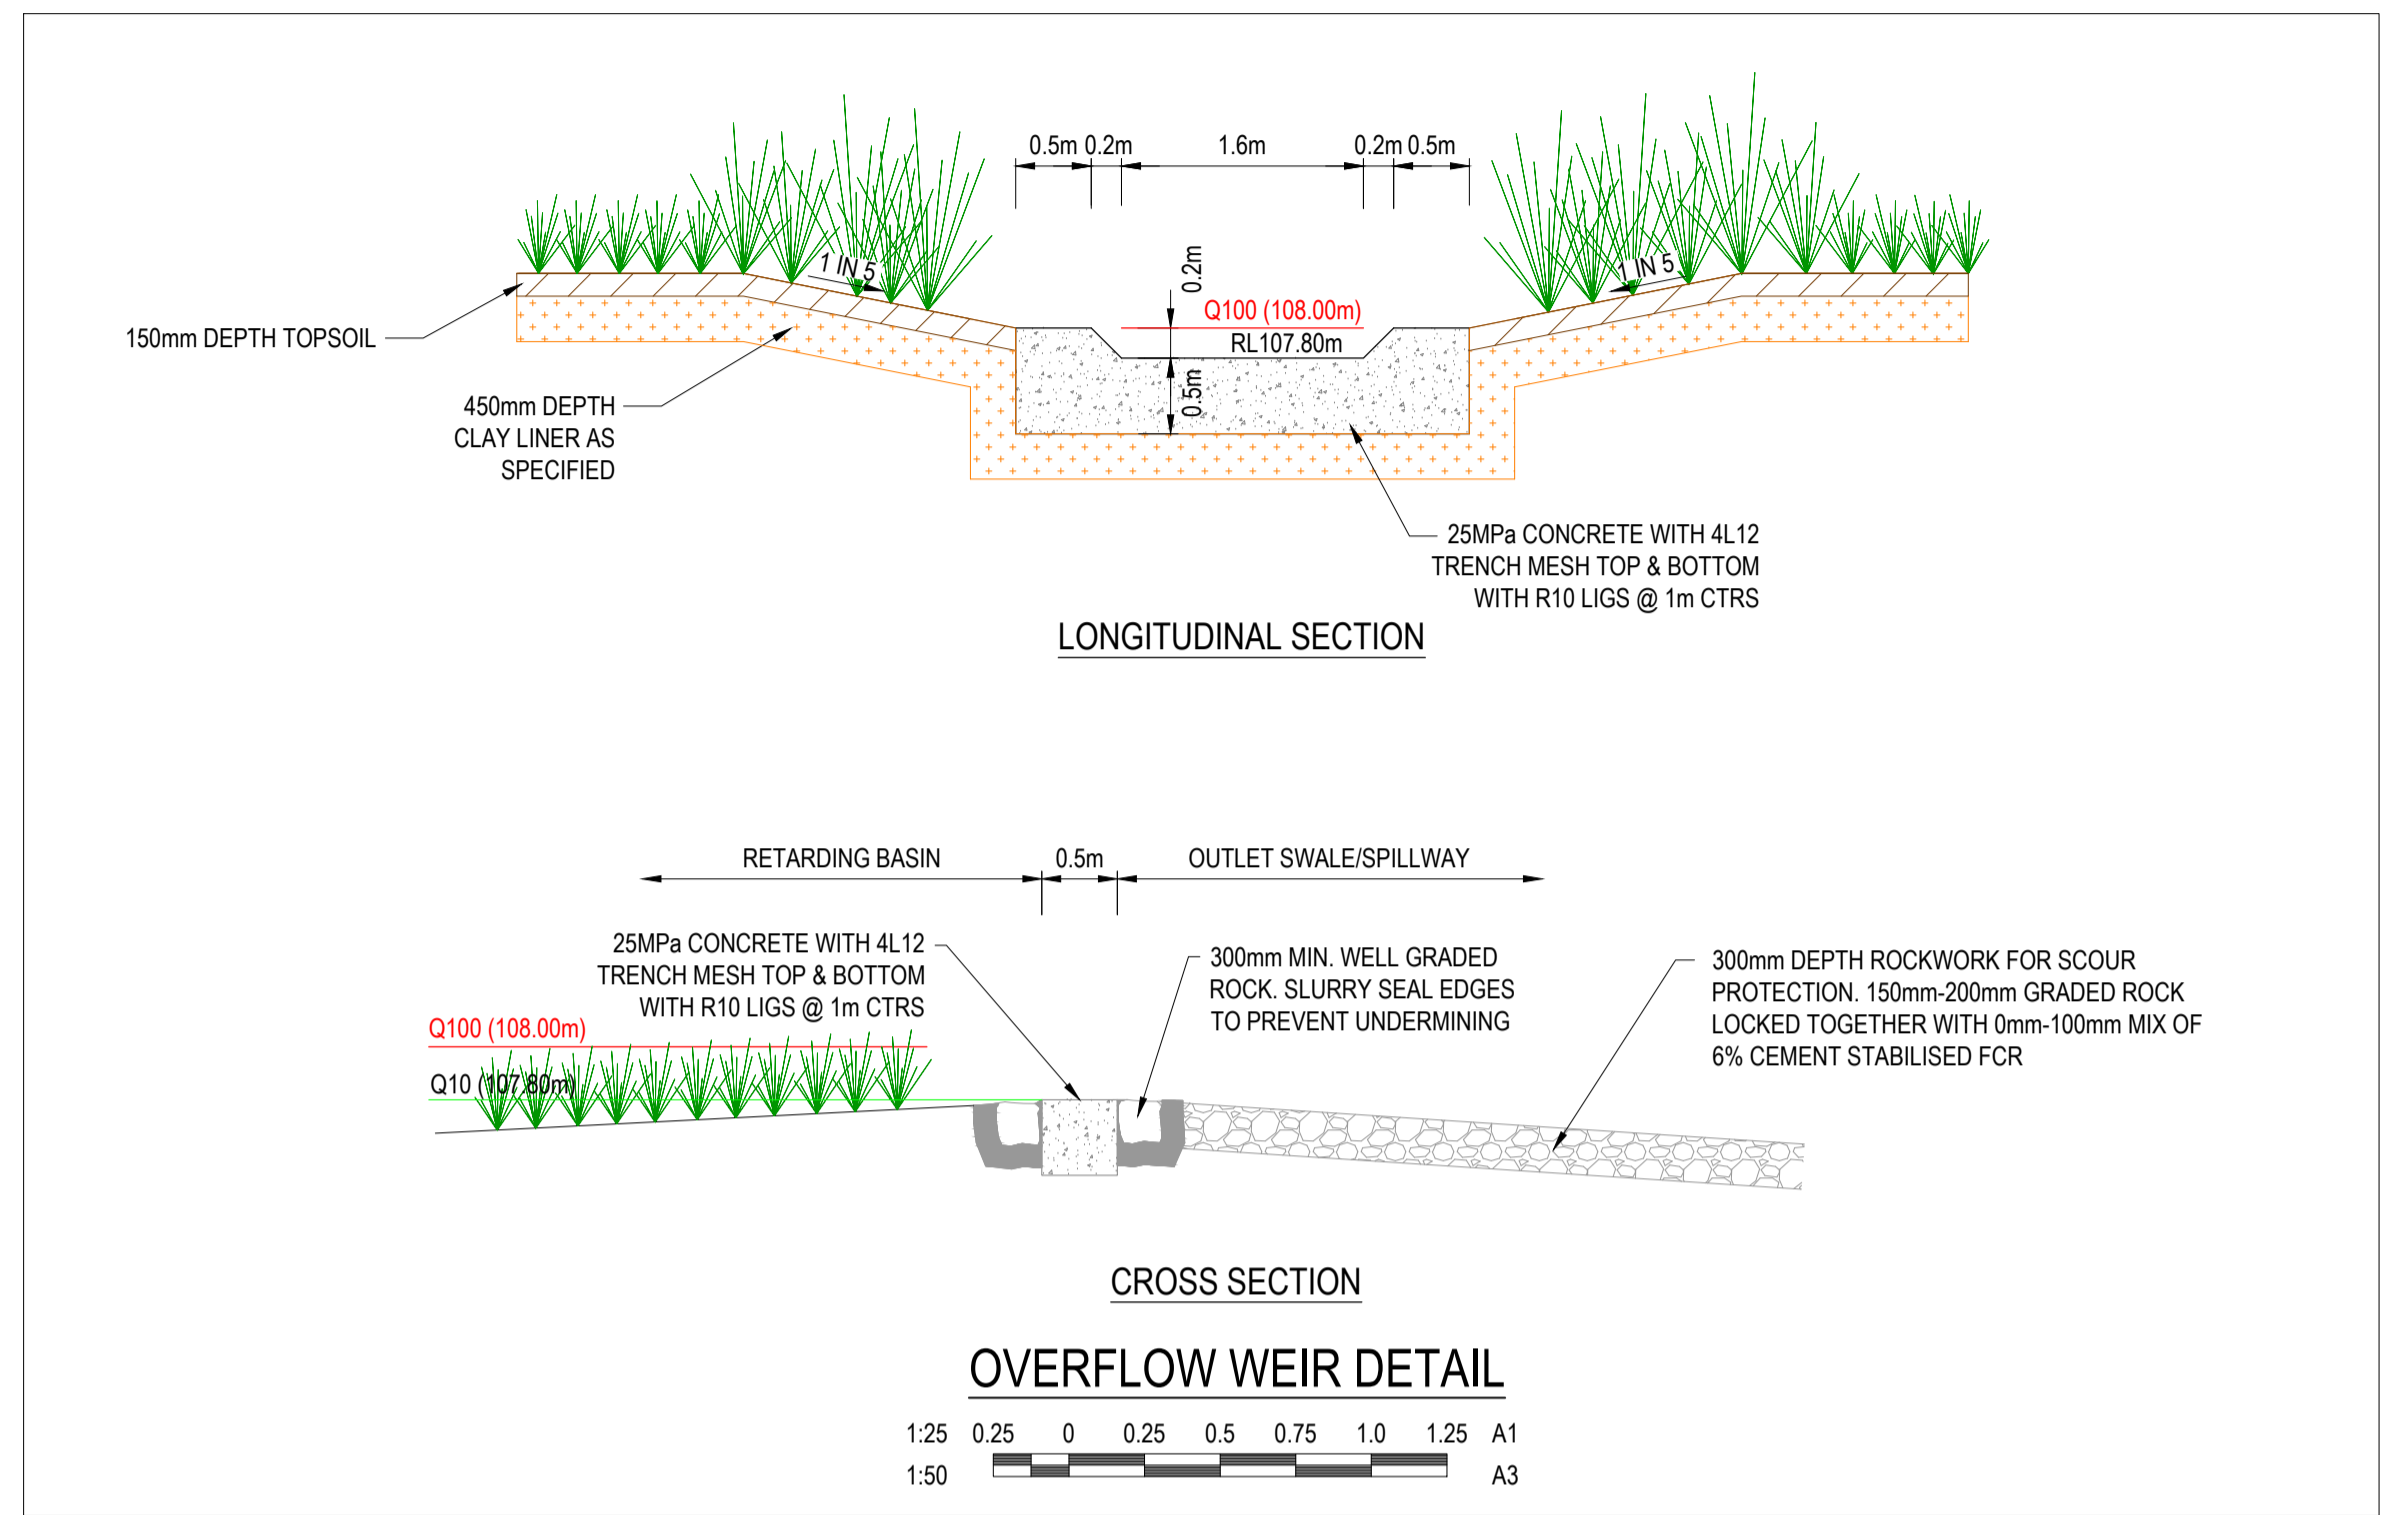 0.5m 0.2m 1.6m 0.2m 0.5m
0.2m
1 IN 5
1 IN 5
Q100 (108.00m)
RL107.80m
0.5m
150mm DEPTH TOPSOIL
450mm DEPTH
CLAY LINER AS
SPECIFIED
25MPa CONCRETE WITH 4L12
TRENCH MESH TOP & BOTTOM
WITH R10 LIGS @ 1m CTRS
LONGITUDINAL SECTION
RETARDING BASIN 0.5m OUTLET SWALE/SPILLWAY
25MPa CONCRETE WITH 4L12
TRENCH MESH TOP & BOTTOM
WITH R10 LIGS @ 1m CTRS
300mm MIN. WELL GRADED
ROCK. SLURRY SEAL EDGES
TO PREVENT UNDERMINING
300mm DEPTH ROCKWORK FOR SCOUR
PROTECTION. 150mm-200mm GRADED ROCK
LOCKED TOGETHER WITH 0mm-100mm MIX OF
6% CEMENT STABILISED FCR
Q100 (108.00m)
Q10 (107.80m)
CROSS SECTION
OVERFLOW WEIR DETAIL
1:25 0.25 0 0.25 0.5 0.75 1.0 1.25 A1
1:50 A3